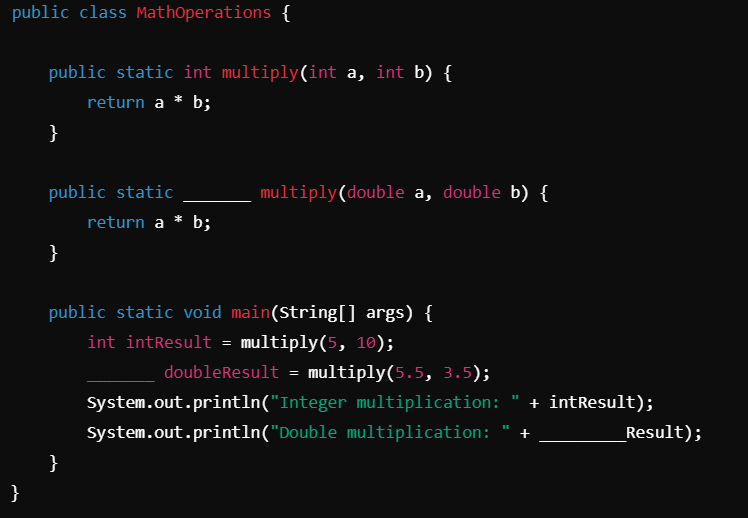 public class MathOperations {
    public static int multiply(int a, int b) {
        return a * b;
    }
    public static _______ multiply(double a, double b) {
        return a * b;
    }
    public static void main(String[] args) {
        int intResult = multiply(5, 10);
        _______ doubleResult = multiply(5.5, 3.5);
        System.out.println("Integer multiplication: " + intResult);
        System.out.println("Double multiplication: " + _________Result);
    }
}